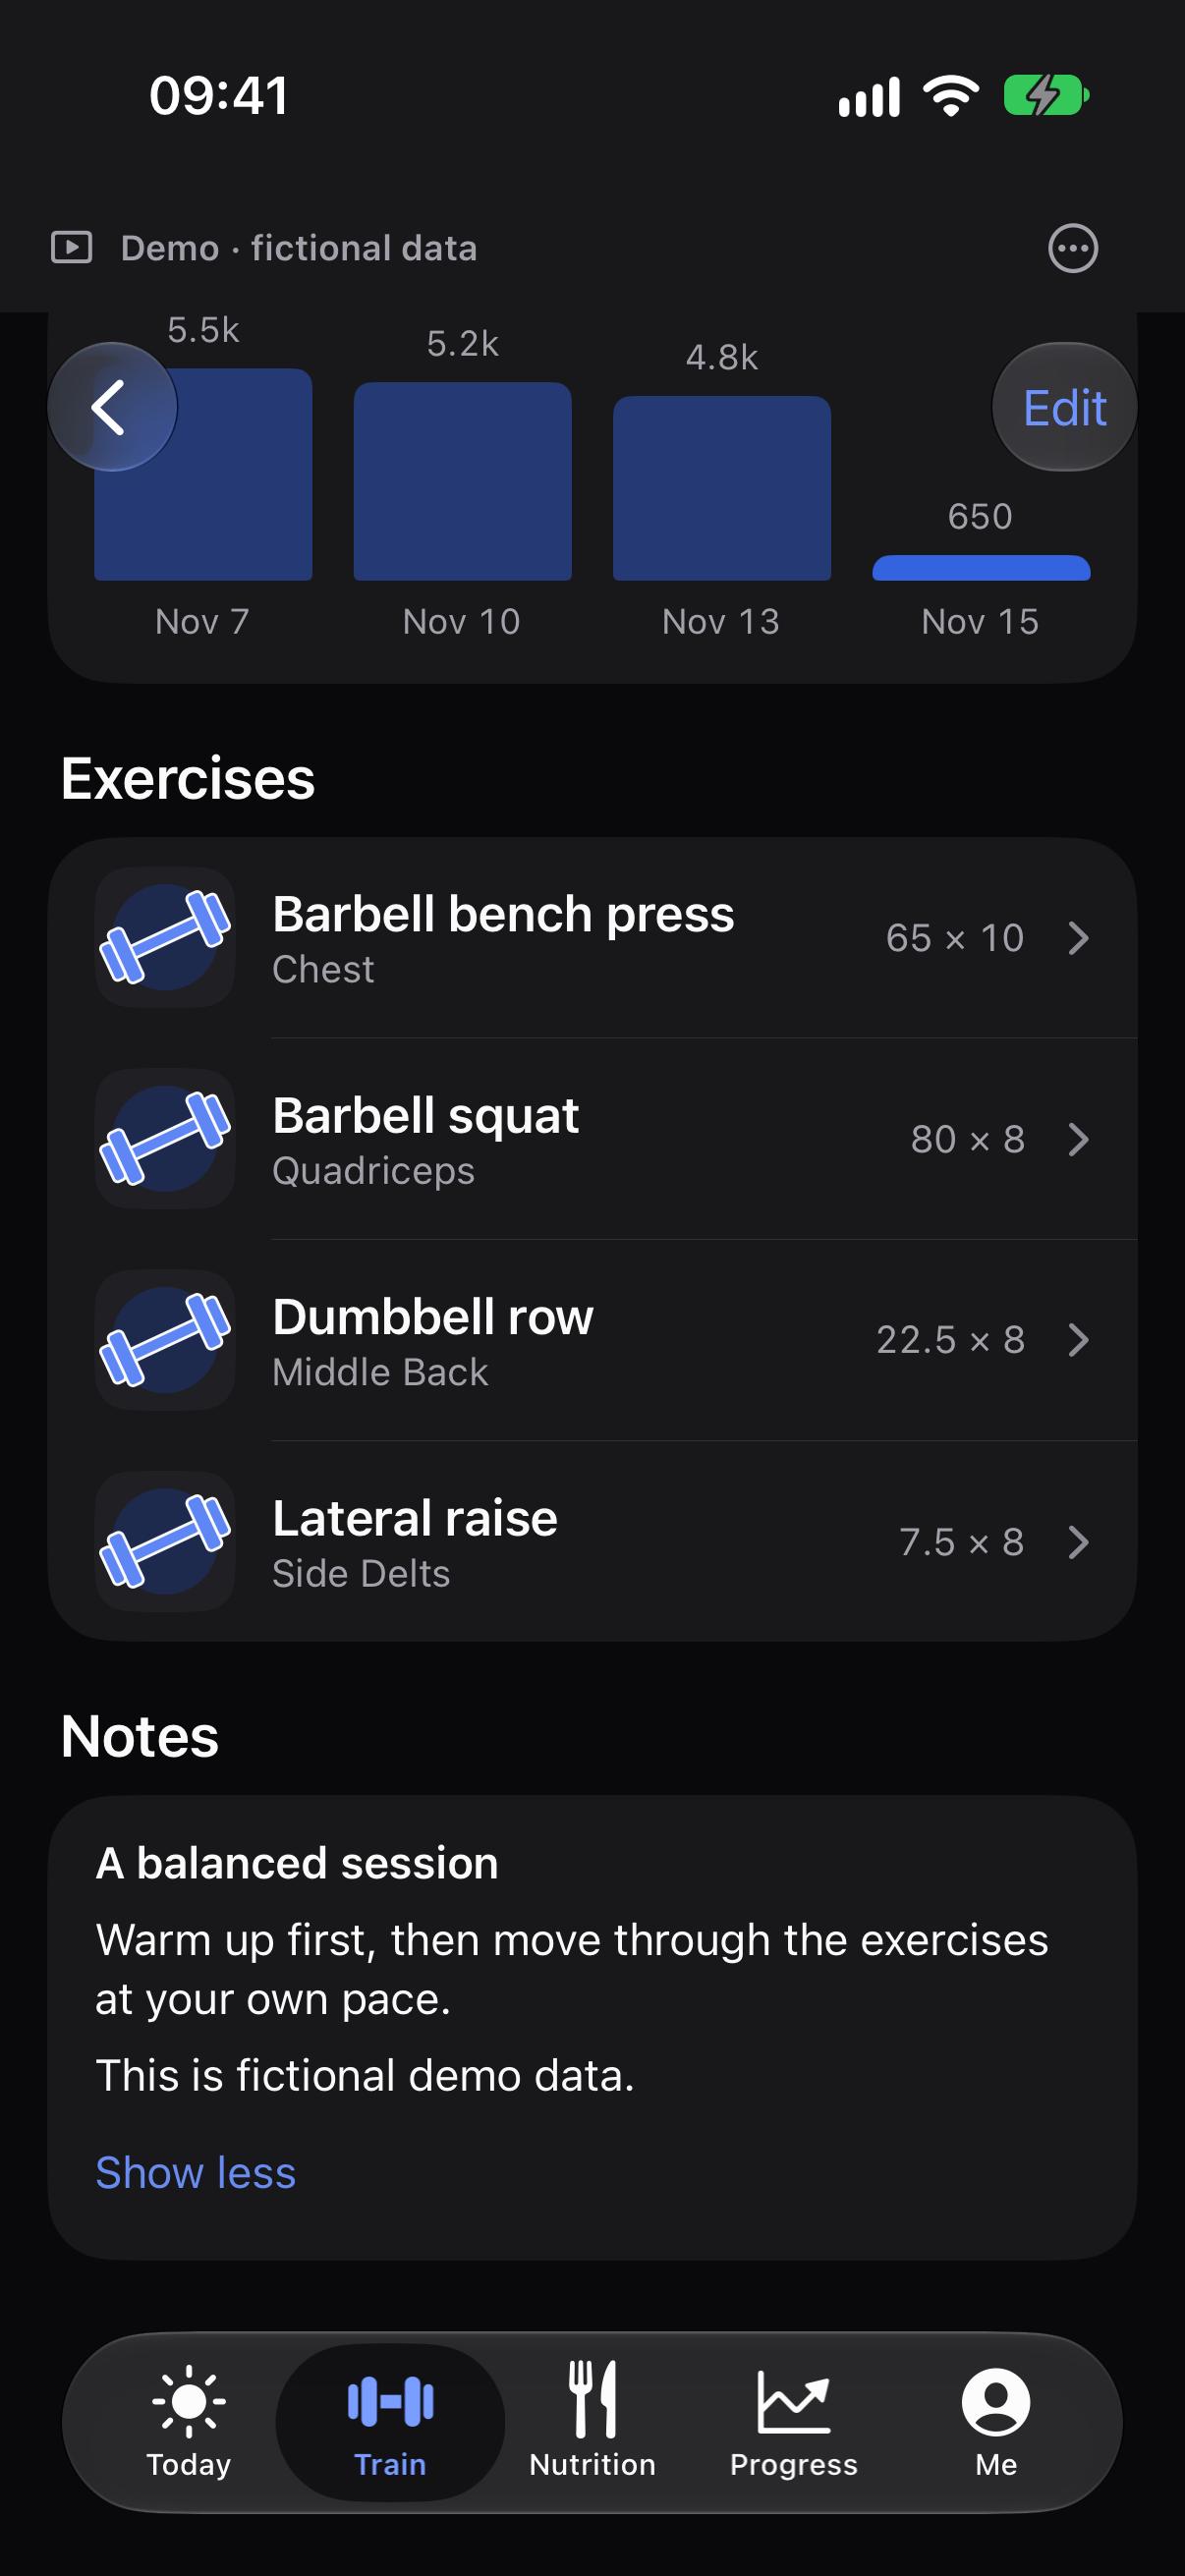 09:41
Demo · fictional data
5.5k
5.2k
4.8k
Edit
650
Nov 7
Nov 10
Nov 13
Nov 15
Exercises
Barbell bench press
Chest
65 × 10
Barbell squat
Quadriceps
80 × 8
Dumbbell row
Middle Back
22.5 × 8
Lateral raise
Side Delts
7.5 × 8
Notes
A balanced session
Warm up first, then move through the exercises
at your own pace.
This is fictional demo data.
Show less
Today
Train
Nutrition
Progress
Me